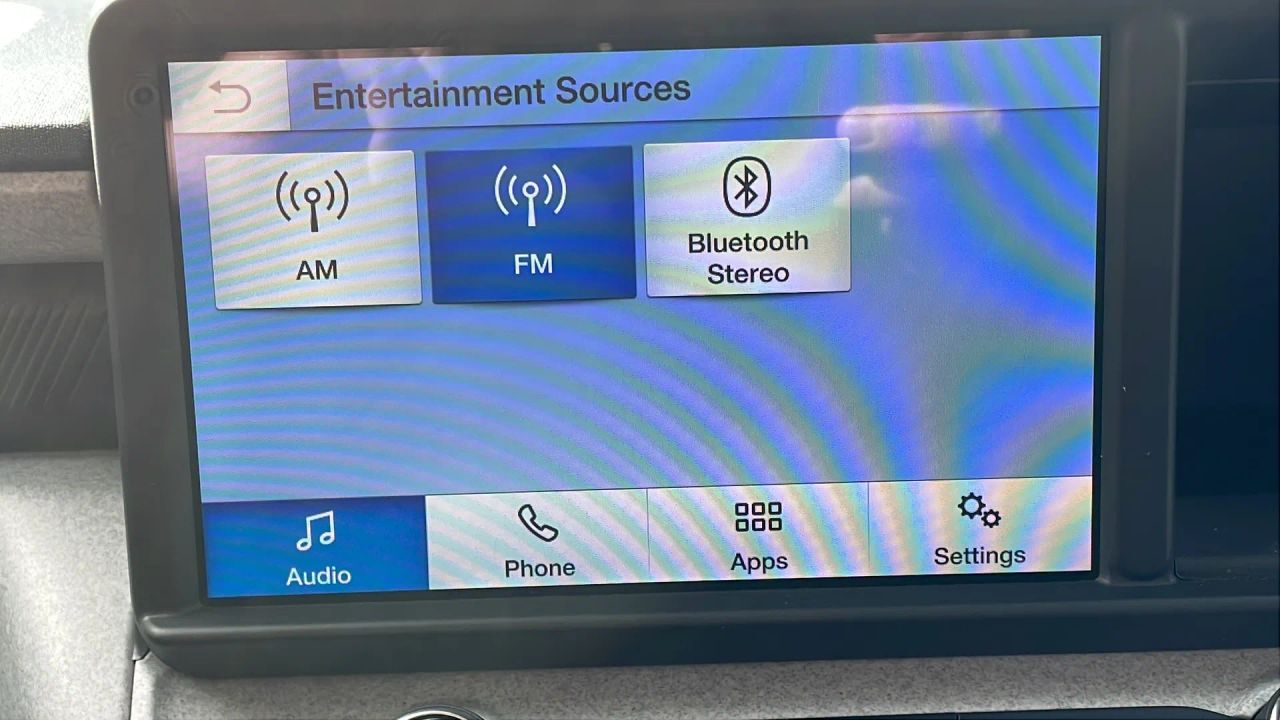 Entertainment Sources
AM
FM
Bluetooth
Stereo
Audio
Phone
Apps
Settings